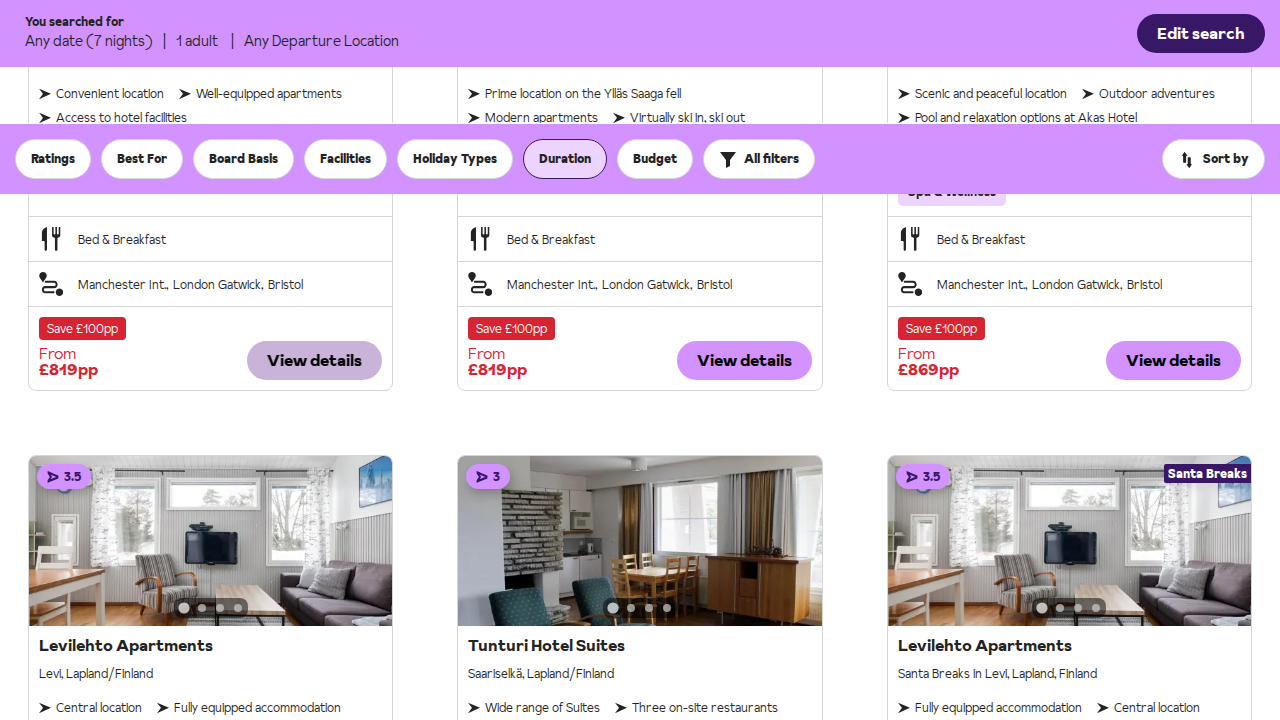 You searched for
Any date (7 nights) | 1 adult | Any Departure Location
Edit search
Convenient location Well-equipped apartments
Access to hotel facilities
Prime location on the Ylläs Saaga fell
Modern apartments Virtually ski in, ski out
Scenic and peaceful location Outdoor adventures
Pool and relaxation options at Akas Hotel
Ratings Best For Board Basis Facilities Holiday Types Duration Budget All filters Sort by
Spa & Wellness
Bed & Breakfast
Manchester Int., London Gatwick, Bristol
Save £100pp
From
£819pp
View details
Bed & Breakfast
Manchester Int., London Gatwick, Bristol
Save £100pp
From
£819pp
View details
Bed & Breakfast
Manchester Int., London Gatwick, Bristol
Save £100pp
From
£869pp
View details
3.5
Levilehto Apartments
Levi, Lapland/Finland
Central location Fully equipped accommodation
3
Tunturi Hotel Suites
Saariselkä, Lapland/Finland
Wide range of Suites Three on-site restaurants
3.5
Santa Breaks
Levilehto Apartments
Santa Breaks in Levi, Lapland, Finland
Fully equipped accommodation Central location